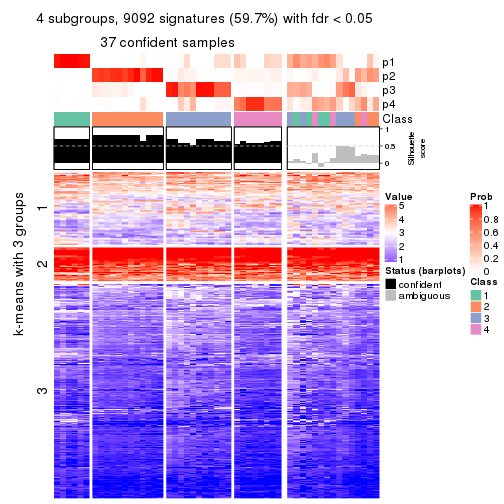 4 subgroups, 9092 signatures (59.7%) with fdr < 0.05
37 confident samples
p1
p2
p3
p4
Class
1
0.5
0
Silhouette
score
k-means with 3 groups
1
2
3
Value
5
4
3
2
1
Status (barplots)
confident
ambiguous
Prob
1
0.8
0.6
0.4
0.2
0
Class
1
2
3
4